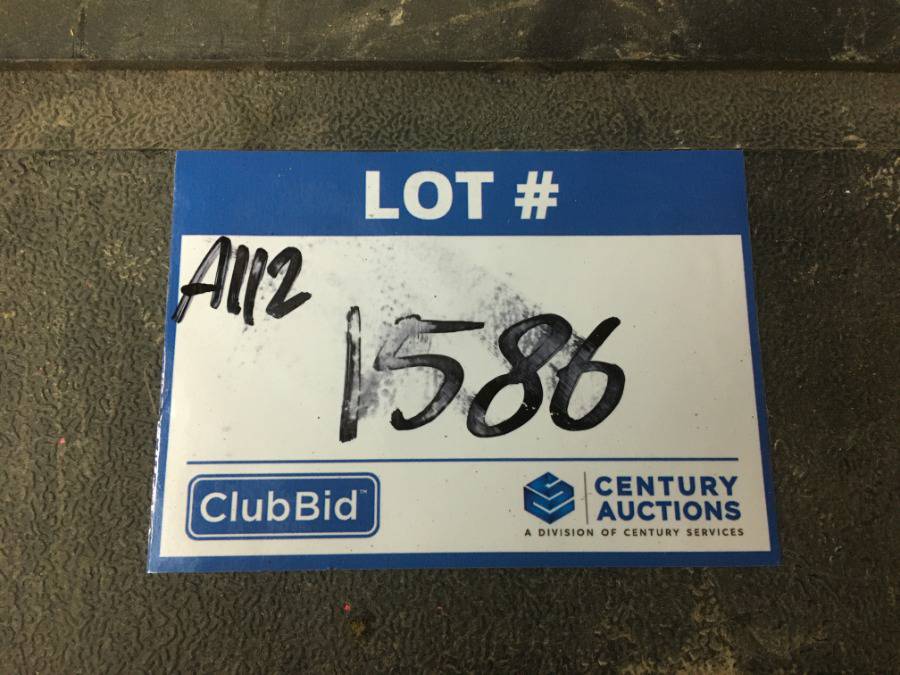 LOT #
A112
1586
ClubBid™
CENTURY
AUCTIONS
A DIVISION OF CENTURY SERVICES